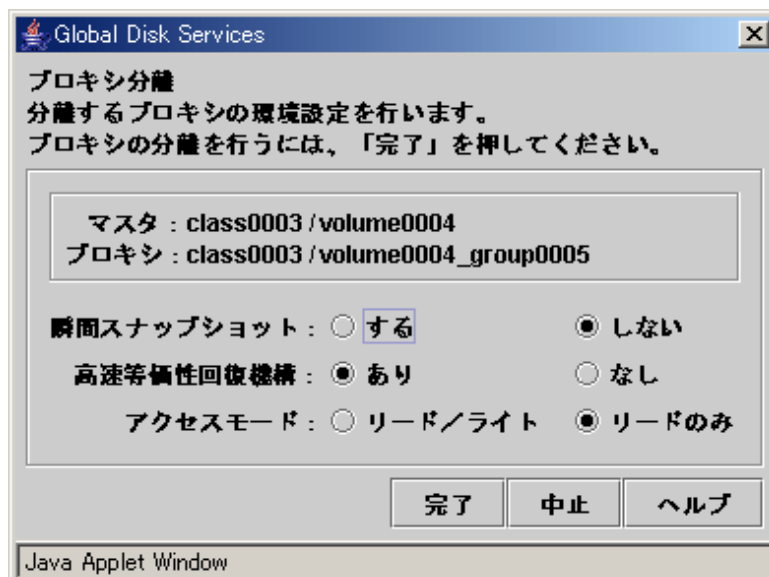 Global Disk Services
プロキシ分離
分離するプロキシの環境設定を行います。
プロキシの分離を行うには、「完了」を押してください。
マスタ : class0003 / volume0004
プロキシ : class0003 / volume0004_group0005
瞬間スナップショット : する しない
高速等価性回復機構 : あり なし
アクセスモード : リード／ライト リードのみ
完了 中止 ヘルプ
Java Applet Window